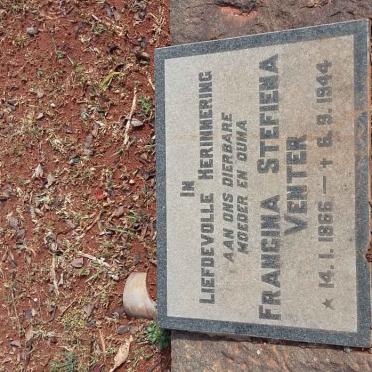 IN
LIEFDEVOLLE HERINNERING
AAN ONS DIERBARE
MOEDER EN OUMA
FRANCINA STEFIENA
VENTER
* 14.1.1866 — † 6.9.1944